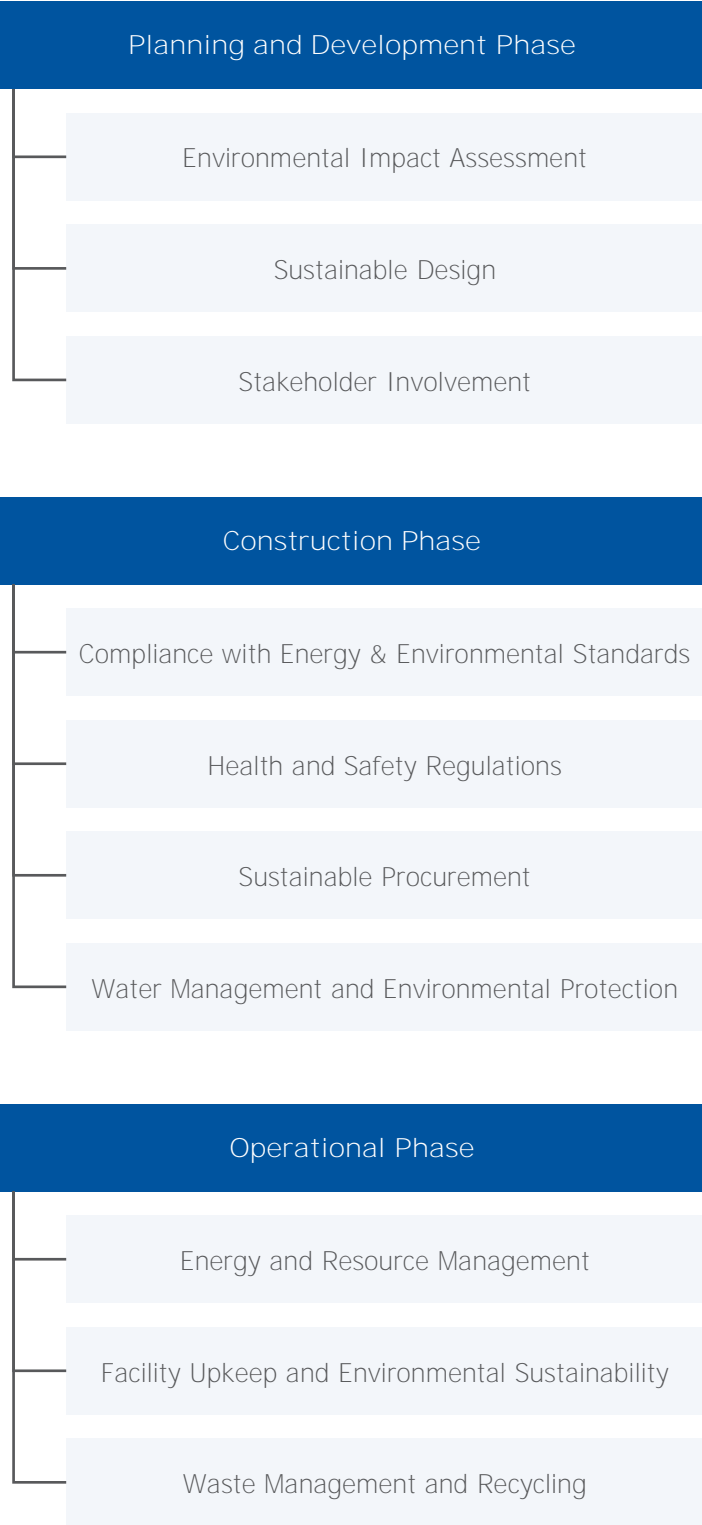 Planning and Development Phase
Environmental Impact Assessment
Sustainable Design
Stakeholder Involvement
Construction Phase
Compliance with Energy & Environmental Standards
Health and Safety Regulations
Sustainable Procurement
Water Management and Environmental Protection
Operational Phase
Energy and Resource Management
Facility Upkeep and Environmental Sustainability
Waste Management and Recycling